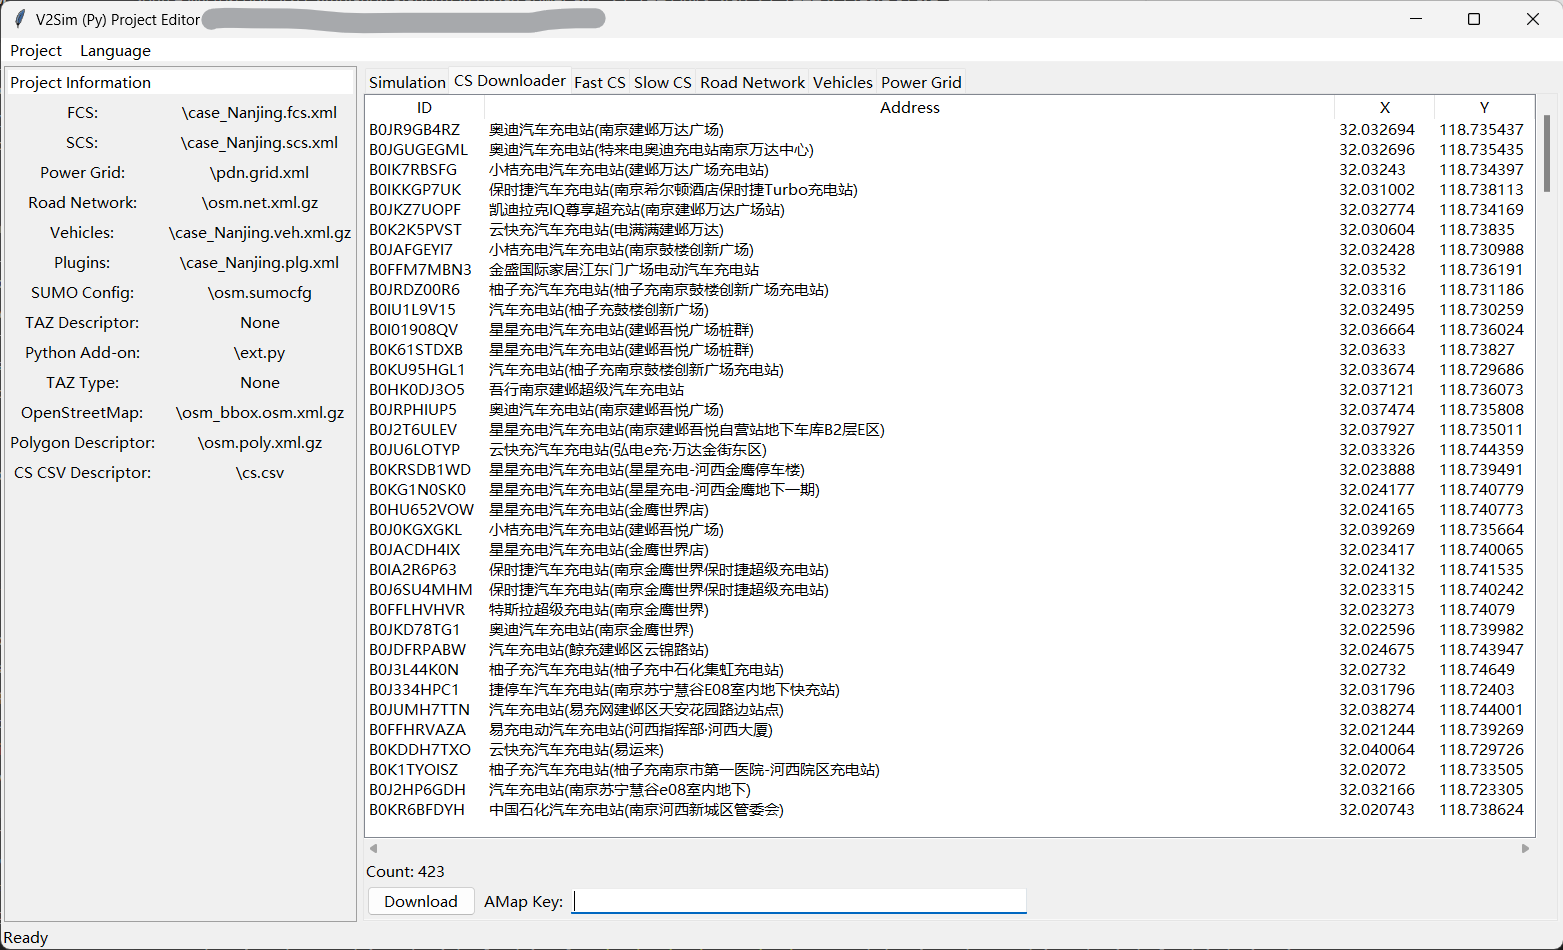 V2Sim (Py) Project Editor
Project Language
Project Information
FCS: \case_Nanjing.fcs.xml
SCS: \case_Nanjing.scs.xml
Power Grid: \pdn.grid.xml
Road Network: \osm.net.xml.gz
Vehicles: \case_Nanjing.veh.xml.gz
Plugins: \case_Nanjing.plg.xml
SUMO Config: \osm.sumocfg
TAZ Descriptor: None
Python Add-on: \ext.py
TAZ Type: None
OpenStreetMap: \osm_bbox.osm.xml.gz
Polygon Descriptor: \osm.poly.xml.gz
CS CSV Descriptor: \cs.csv
Simulation CS Downloader Fast CS Slow CS Road Network Vehicles Power Grid
ID Address X Y
B0JR9GB4RZ 奥迪汽车充电站(南京建邺万达广场) 32.032694 118.735437
B0JGUGEGML 奥迪汽车充电站(特来电奥迪充电站南京万达中心) 32.032696 118.735435
B0IK7RBSFG 小桔充电汽车充电站(建邺万达广场充电站) 32.03243 118.734397
B0IKKGP7UK 保时捷汽车充电站(南京希尔顿酒店保时捷Turbo充电站) 32.031002 118.738113
B0JKZ7UOPF 凯迪拉克IQ尊享超充站(南京建邺万达广场站) 32.032774 118.734169
B0K2K5PVST 云快充汽车充电站(电满满建邺万达) 32.030604 118.73835
B0JAFGEYI7 小桔充电汽车充电站(南京鼓楼创新广场) 32.032428 118.730988
B0FFM7MBN3 金盛国际家居江东门广场电动汽车充电站 32.03532 118.736191
B0JRDZ00R6 柚子充汽车充电站(柚子充南京鼓楼创新广场充电站) 32.03316 118.731186
B0IU1L9V15 汽车充电站(柚子充鼓楼创新广场) 32.032495 118.730259
B0I01908QV 星星充电汽车充电站(建邺吾悦广场桩群) 32.036664 118.736024
B0K61STDXB 星星充电汽车充电站(建邺吾悦广场桩群) 32.03633 118.73827
B0KU95HGL1 汽车充电站(柚子充南京鼓楼创新广场充电站) 32.033674 118.729686
B0HK0DJ3O5 吾行南京建邺超级汽车充电站 32.037121 118.736073
B0JRPHIUP5 奥迪汽车充电站(南京建邺吾悦广场) 32.037474 118.735808
B0J2T6ULEV 星星充电汽车充电站(南京建邺吾悦自营站地下车库B2层E区) 32.037927 118.735011
B0JU6LOTYP 云快充汽车充电站(弘电e充·万达金街东区) 32.033326 118.744359
B0KRSDB1WD 星星充电汽车充电站(星星充电-河西金鹰停车楼) 32.023888 118.739491
B0KG1N0SK0 星星充电汽车充电站(星星充电-河西金鹰地下一期) 32.024177 118.740779
B0HU652VOW 星星充电汽车充电站(金鹰世界店) 32.024165 118.740773
B0J0KGXGKL 小桔充电汽车充电站(建邺吾悦广场) 32.039269 118.735664
B0JACDH4IX 星星充电汽车充电站(金鹰世界店) 32.023417 118.740065
B0IA2R6P63 保时捷汽车充电站(南京金鹰世界保时捷超级充电站) 32.024132 118.741535
B0J6SU4MHM 保时捷汽车充电站(南京金鹰世界保时捷超级充电站) 32.023315 118.740242
B0FFLHVHVR 特斯拉超级充电站(南京金鹰世界) 32.023273 118.74079
B0JKD78TG1 奥迪汽车充电站(南京金鹰世界) 32.022596 118.739982
B0JDFRPABW 汽车充电站(鲸充建邺区云锦路站) 32.024675 118.743947
B0J3L44K0N 柚子充汽车充电站(柚子充中石化集虹充电站) 32.02732 118.74649
B0J334HPC1 捷停车汽车充电站(南京苏宁慧谷E08室内地下快充站) 32.031796 118.72403
B0JUMH7TTN 汽车充电站(易充网建邺区天安花园路边站点) 32.038274 118.744001
B0FFHRVAZA 易充电动汽车充电站(河西指挥部·河西大厦) 32.021244 118.739269
B0KDDH7TXO 云快充汽车充电站(易运来) 32.040064 118.729726
B0K1TYOISZ 柚子充汽车充电站(柚子充南京市第一医院-河西院区充电站) 32.02072 118.733505
B0J2HP6GDH 汽车充电站(南京苏宁慧谷e08室内地下) 32.032166 118.723305
B0KR6BFDYH 中国石化汽车充电站(南京河西新城区管委会) 32.020743 118.738624
Count: 423
Download AMap Key:
Ready